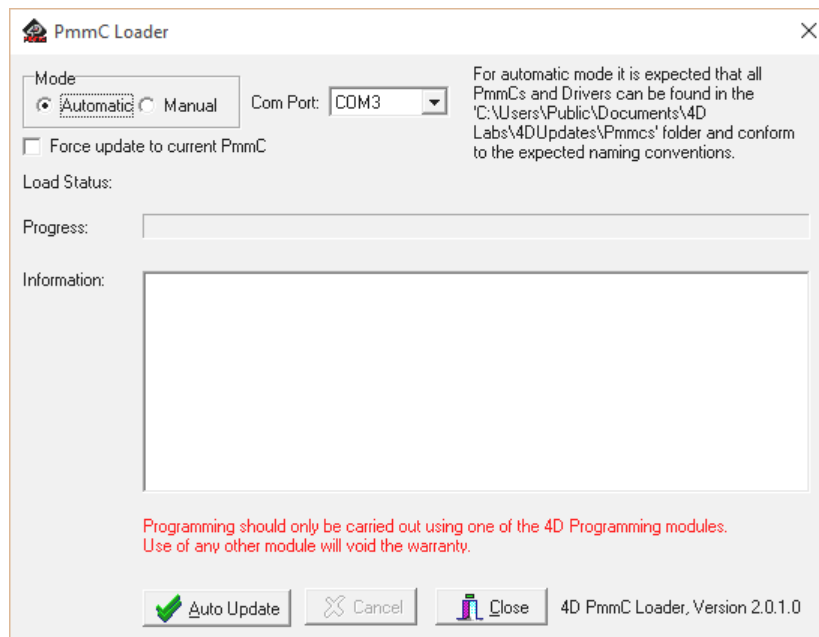 PmmC Loader
Mode
Automatic
Manual
Com Port:
COM3
For automatic mode it is expected that all
PmmCs and Drivers can be found in the
'C:\Users\Public\Documents\4D
Labs\4DUpdates\Pmmcs' folder and conform
to the expected naming conventions.
Force update to current PmmC
Load Status:
Progress:
Information:
Programming should only be carried out using one of the 4D Programming modules.
Use of any other module will void the warranty.
Auto Update
Cancel
Close
4D PmmC Loader, Version 2.0.1.0